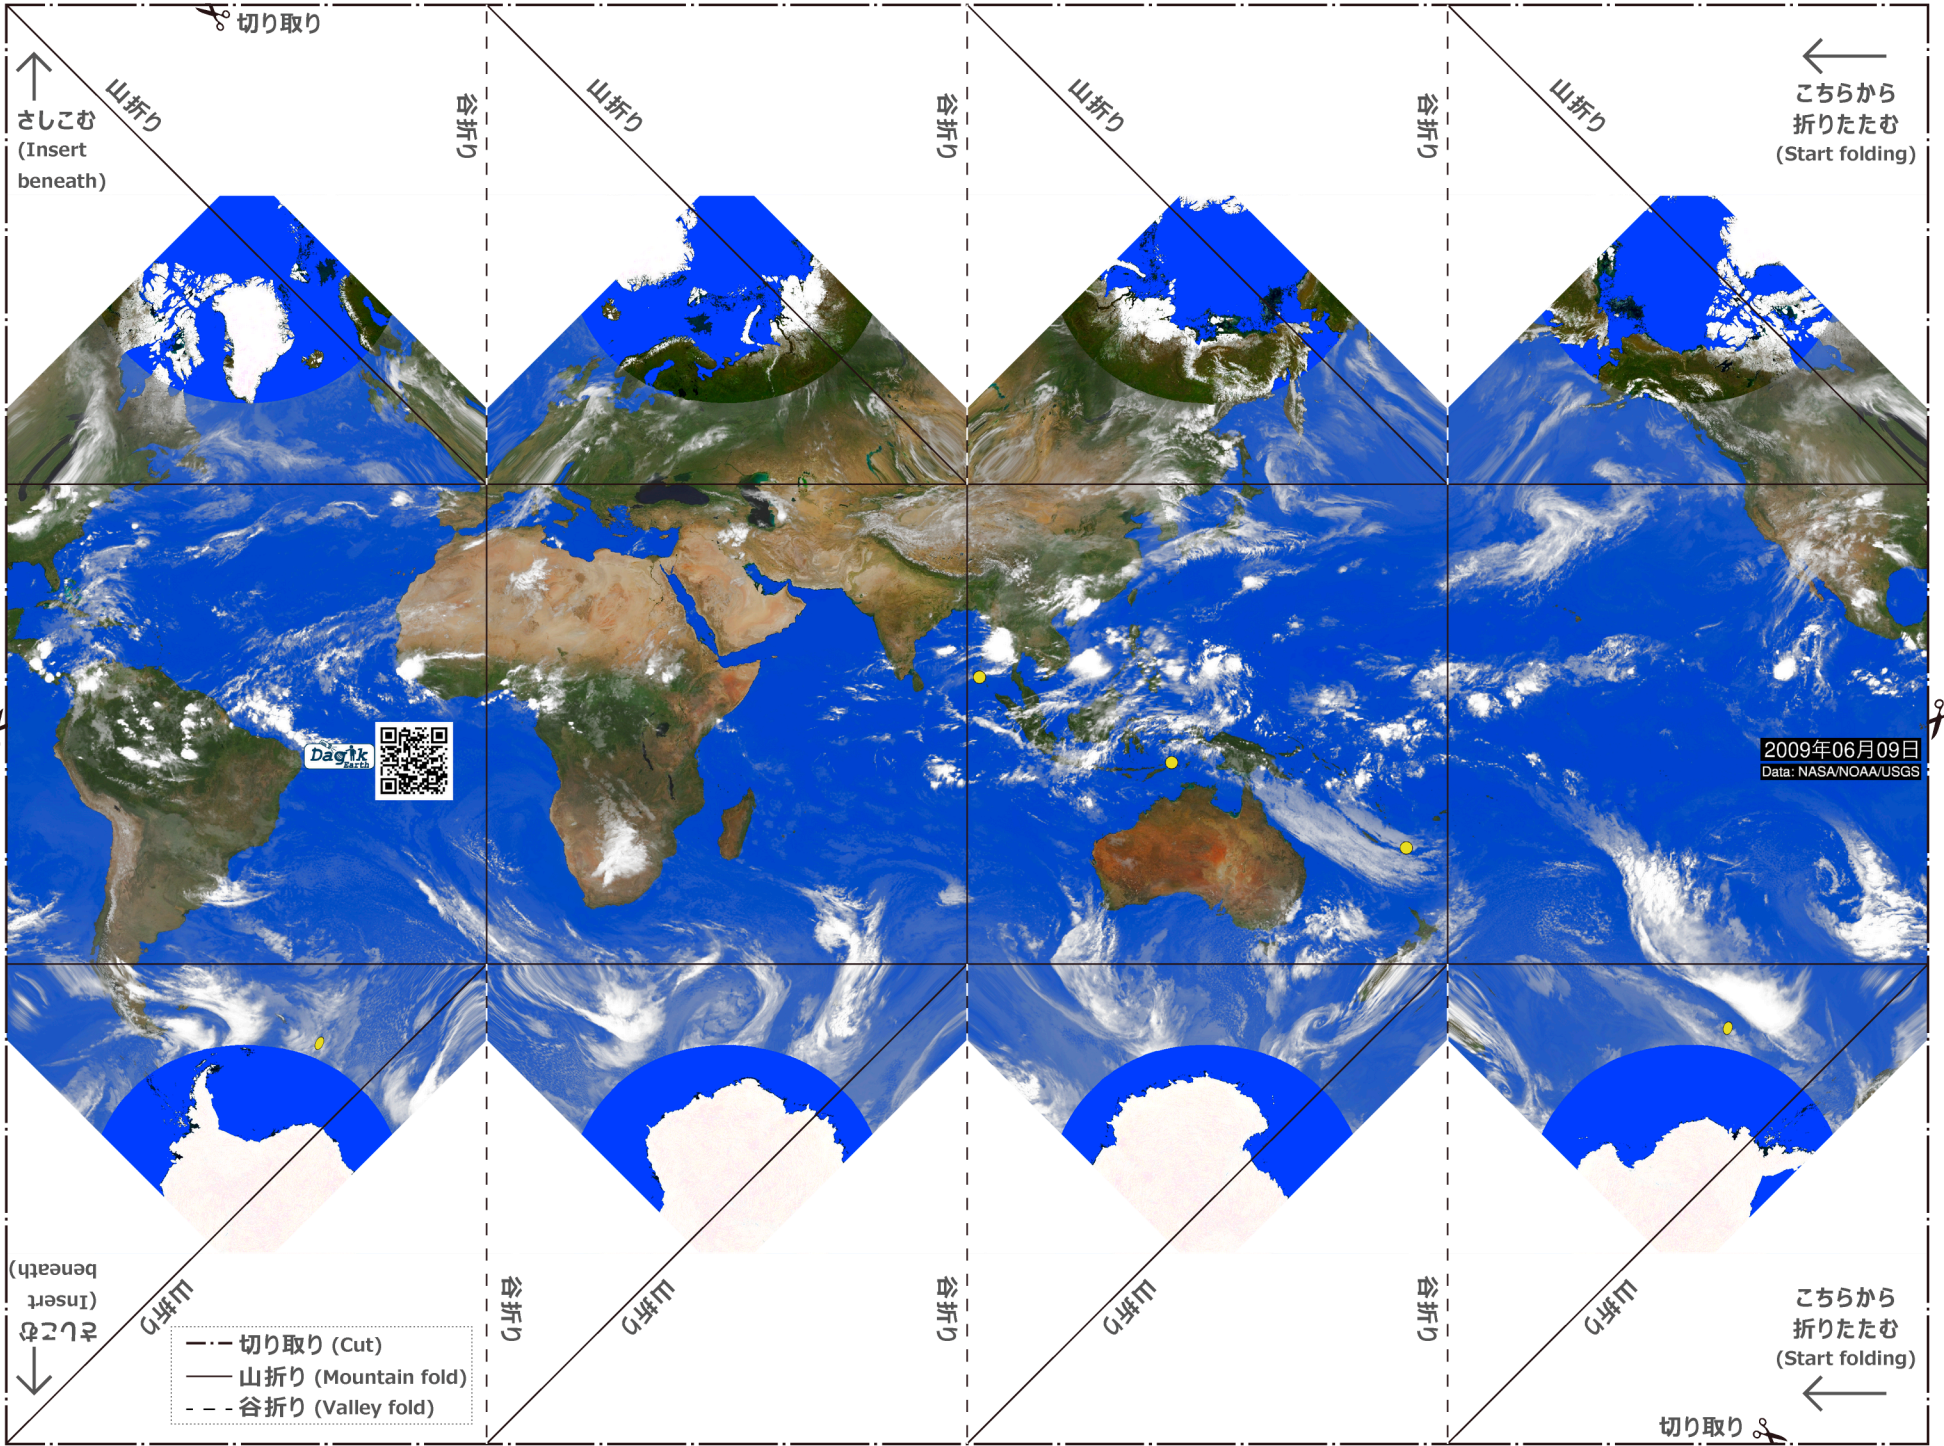 切り取り
山折り
谷折り
山折り
谷折り
山折り
谷折り
山折り
さしこむ
(Insert
beneath)
こちらから
折りたたむ
(Start folding)
Dagik
Earth
2009年06月09日
Data: NASA/NOAA/USGS
さしこむ
(Insert
beneath)
山折り
谷折り
山折り
谷折り
山折り
谷折り
山折り
こちらから
折りたたむ
(Start folding)
切り取り (Cut)
山折り (Mountain fold)
谷折り (Valley fold)
切り取り